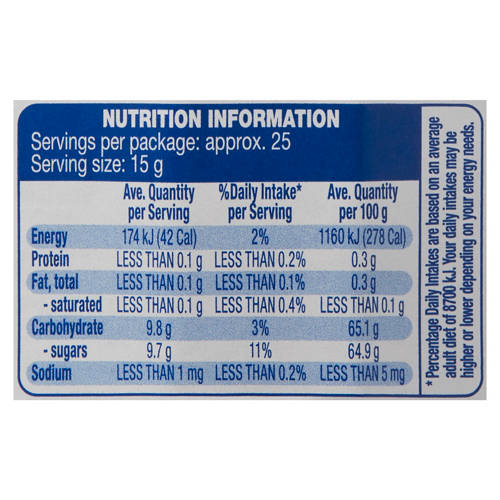 NUTRITION INFORMATION
Servings per package: approx. 25
Serving size: 15 g
Ave. Quantity per Serving %Daily Intake* per Serving Ave. Quantity per 100 g
Energy 174 kJ (42 Cal) 2% 1160 kJ (278 Cal)
Protein LESS THAN 0.1 g LESS THAN 0.2% 0.3 g
Fat, total LESS THAN 0.1 g LESS THAN 0.1% 0.3 g
- saturated LESS THAN 0.1 g LESS THAN 0.4% LESS THAN 0.1 g
Carbohydrate 9.8 g 3% 65.1 g
- sugars 9.7 g 11% 64.9 g
Sodium LESS THAN 1 mg LESS THAN 0.2% LESS THAN 5 mg
* Percentage Daily Intakes are based on an average
adult diet of 8700 kJ. Your daily intakes may be
higher or lower depending on your energy needs.